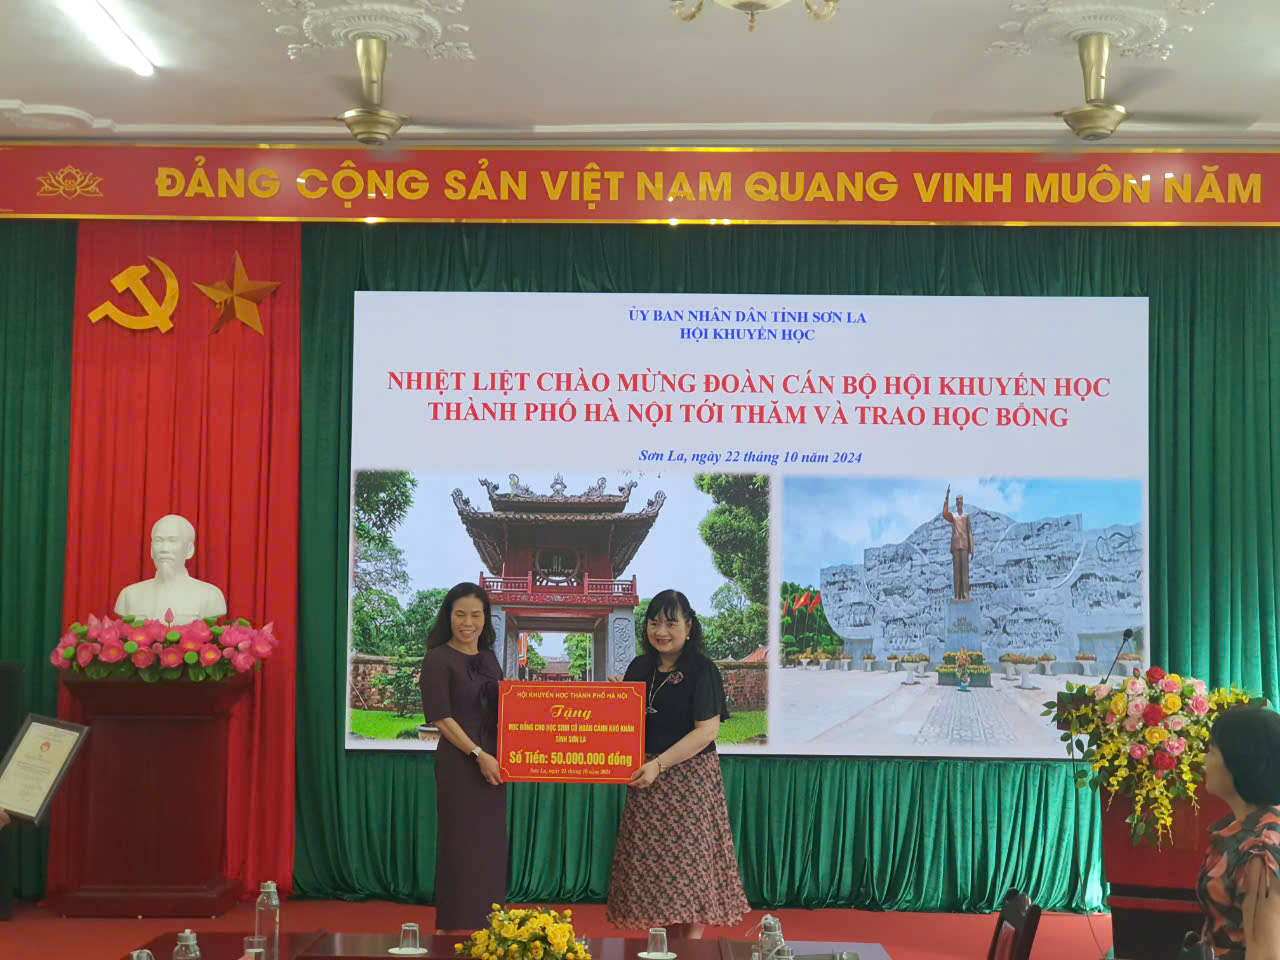 ĐẢNG CỘNG SẢN VIỆT NAM QUANG VINH MUÔN NĂM
ỦY BAN NHÂN DÂN TỈNH SƠN LA
HỘI KHUYẾN HỌC
NHIỆT LIỆT CHÀO MỪNG ĐOÀN CÁN BỘ HỘI KHUYẾN HỌC
THÀNH PHỐ HÀ NỘI TỚI THĂM VÀ TRAO HỌC BỔNG
Sơn La, ngày 22 tháng 10 năm 2024
HỘI KHUYẾN HỌC THÀNH PHỐ HÀ NỘI
Tặng
HỌC BỔNG CHO HỌC SINH CÓ HOÀN CẢNH KHÓ KHĂN
TỈNH SƠN LA
Số Tiền: 50.000.000 đồng